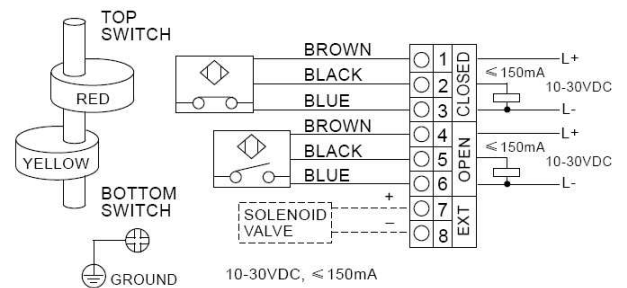 TOP
SWITCH
RED
YELLOW
BOTTOM
SWITCH
GROUND
BROWN
BLACK
BLUE
BROWN
BLACK
BLUE
+
SOLENOID
VALVE
–
1
2
3
4
5
6
7
8
CLOSED
OPEN
EXT
L+
≤150mA
10-30VDC
L-
L+
≤150mA
10-30VDC
L-
10-30VDC, ≤150mA